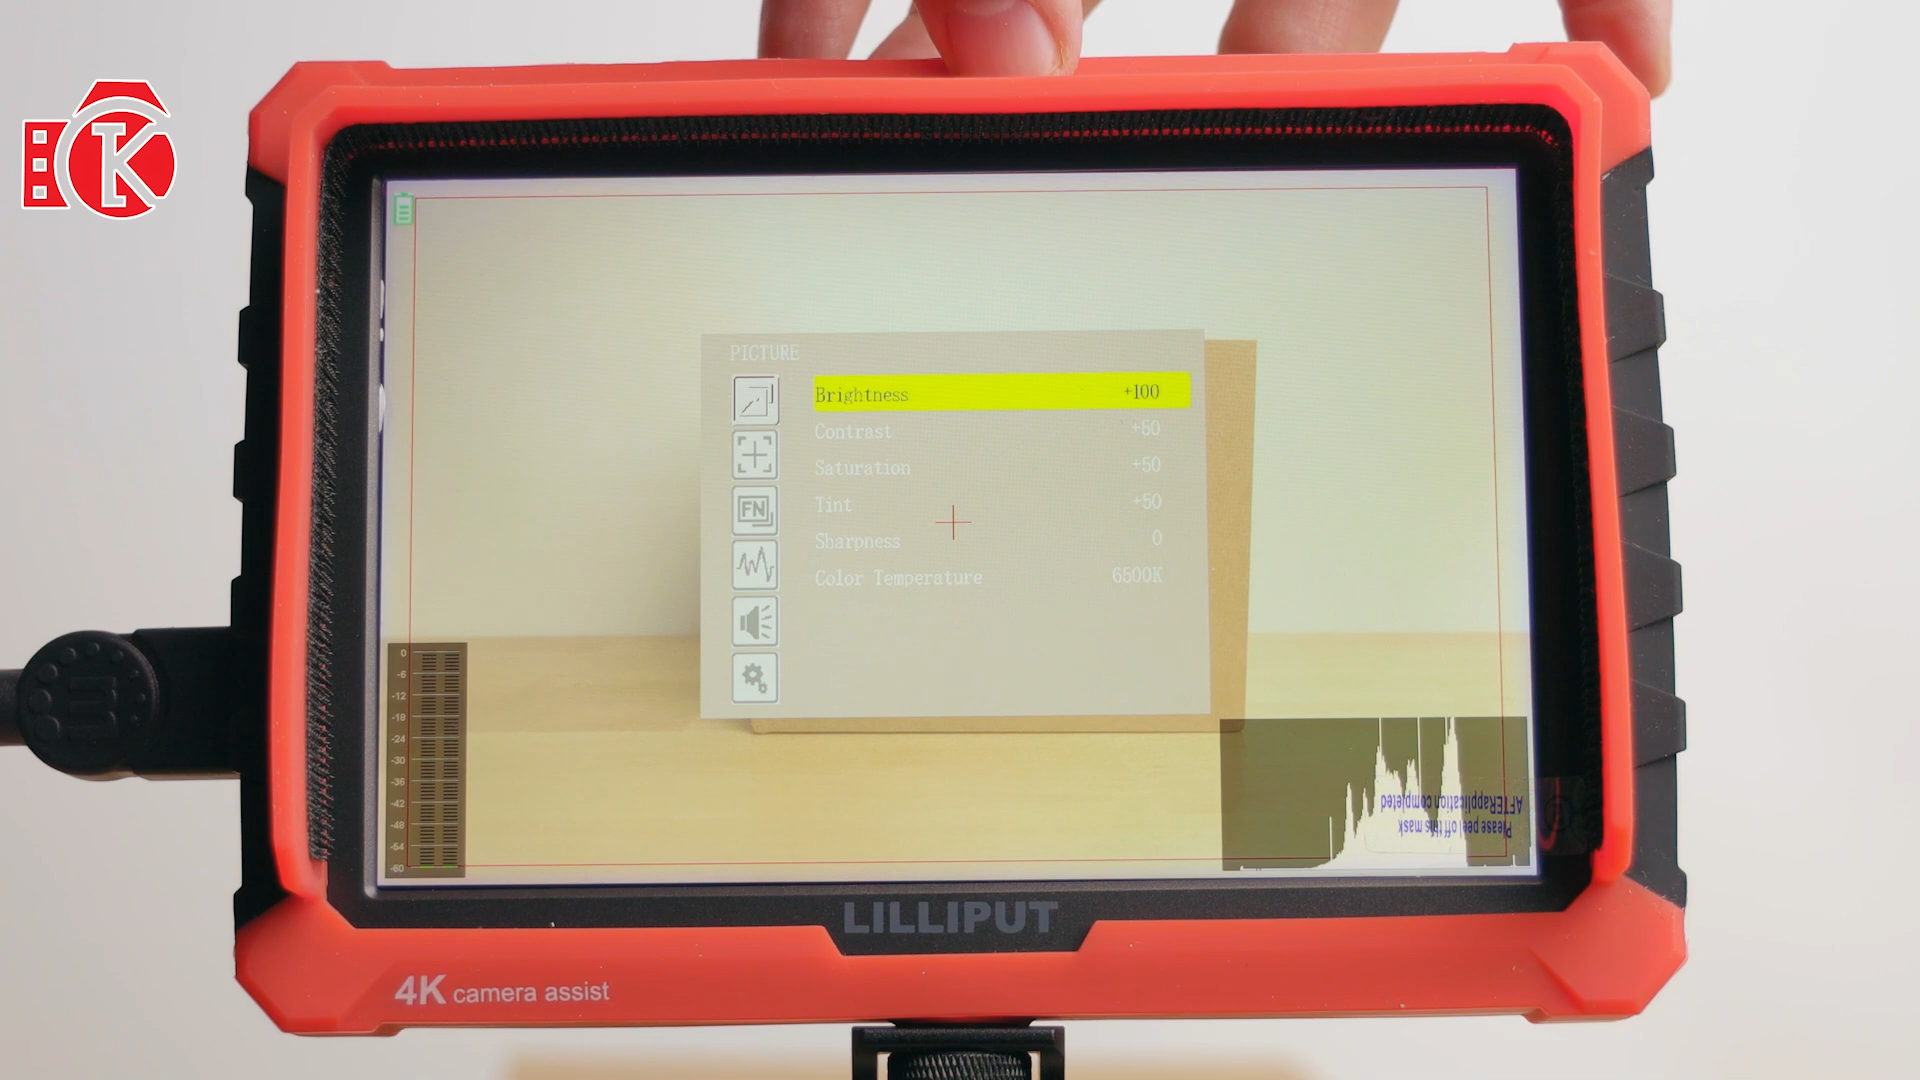 K
PICTURE
Brightness +100
Contrast +50
Saturation +50
Tint +50
Sharpness 0
Color Temperature 6500K
FN
0
-6
-12
-18
-24
-30
-36
-42
-48
-54
-60
Please peel off this mask
AFTERapplication completed
LILLIPUT
4K camera assist